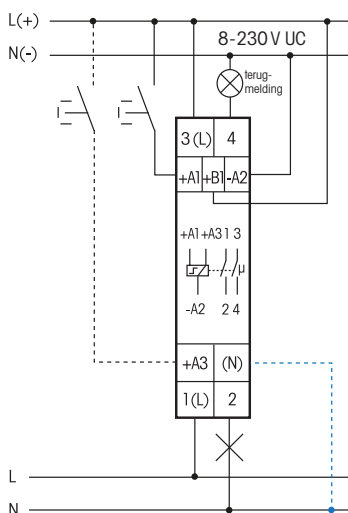 L(+)
8-230 V UC
N(-)
terug-
melding
3 (L) 4
+A1 +B1 -A2
+A1 +A3 1 3
µ
-A2 2 4
+A3 (N)
1(L) 2
L
N